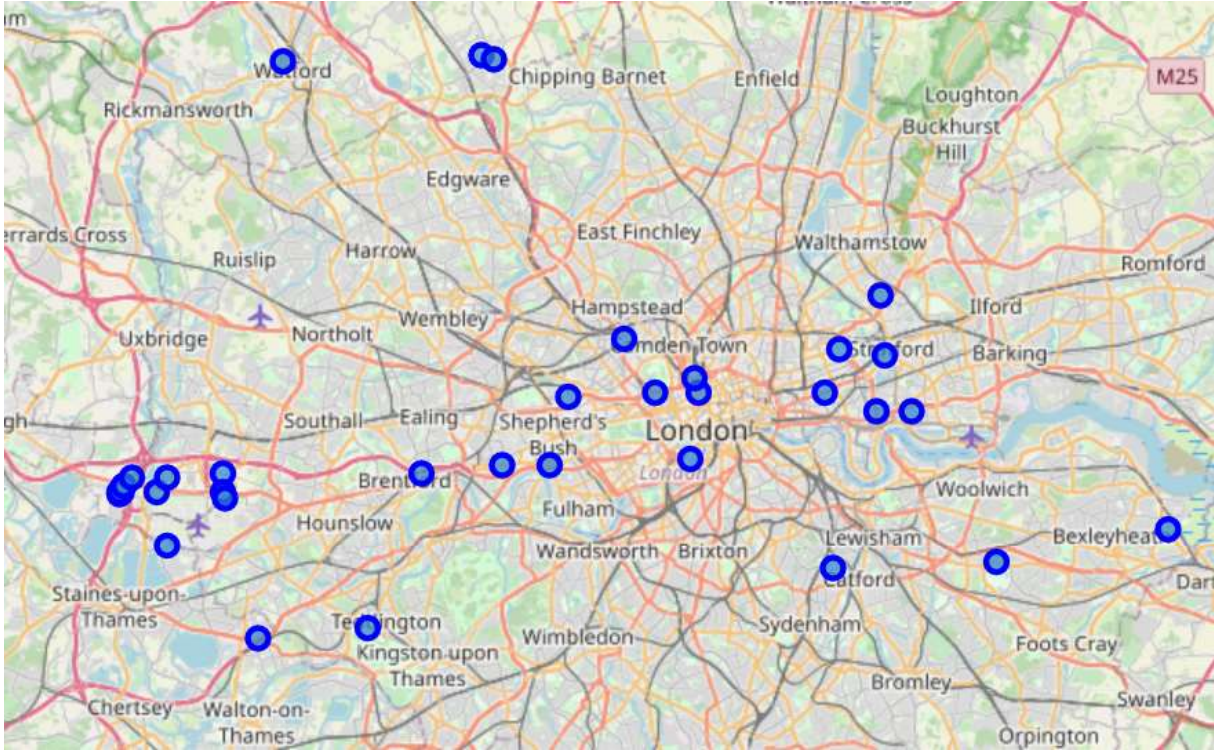 Watford
Chipping Barnet
Enfield
M25
Rickmansworth
Loughton
Buckhurst
Hill
Edgware
errards Cross
East Finchley
Walthamstow
Harrow
Ruislip
Romford
Hampstead
Ilford
Wembley
Northolt
Uxbridge
mden Town
Stratford
Barking
Southall
Ealing
Shepherd's
Bush
London
London
Brentford
Woolwich
Fulham
Hounslow
Lewisham
Bexleyheat
Wandsworth
Brixton
Catford
Dart
Staines-upon-
Thames
Teddington
Sydenham
Wimbledon
Foots Cray
Kingston upon
Thames
Bromley
Swanley
Chertsey
Walton-on-
Thames
Orpington